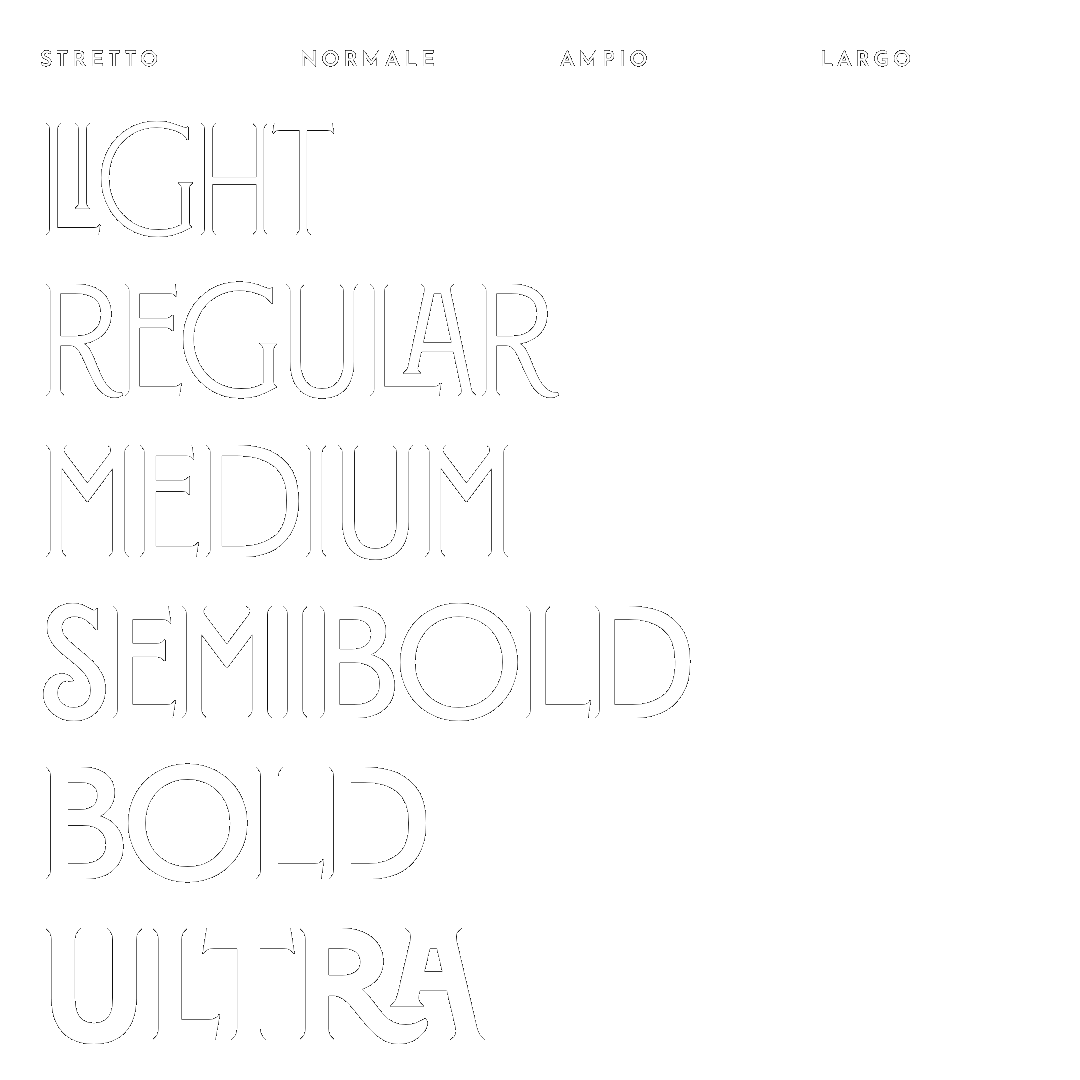 STRETTO NORMALE AMPIO LARGO
LIGHT
REGULAR
MEDIUM
SEMIBOLD
BOLD
ULTRA